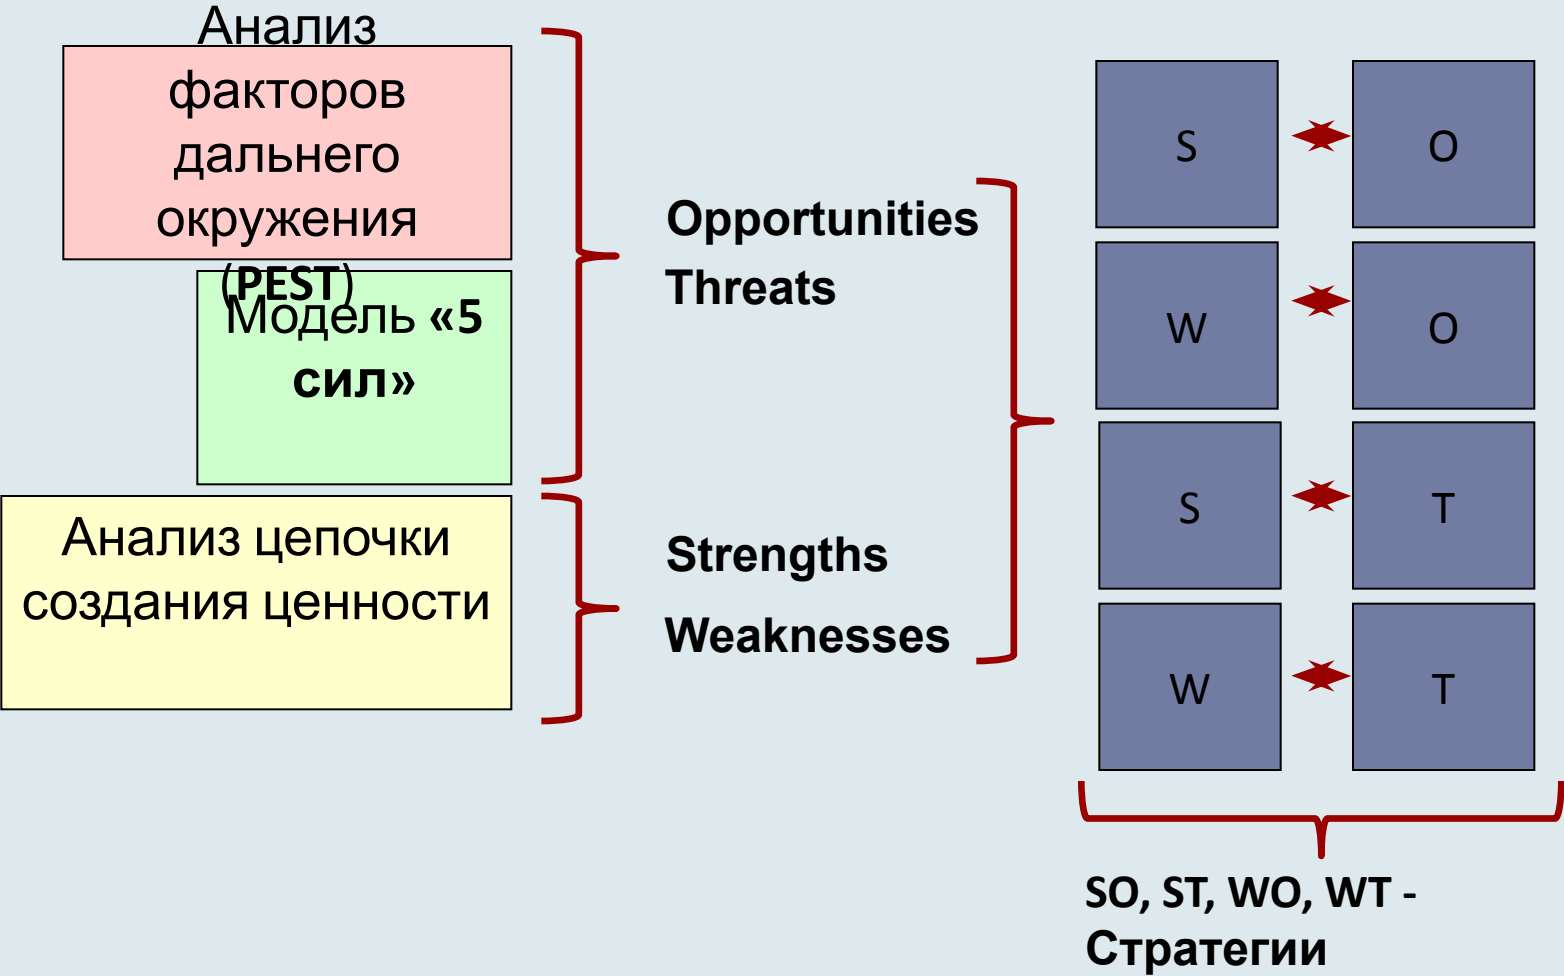 Анализ
факторов
дальнего
окружения
(PEST)
Модель «5
сил»
Анализ цепочки
создания ценности
Opportunities
Threats
Strengths
Weaknesses
S
O
W
O
S
T
W
T
SO, ST, WO, WT -
Стратегии